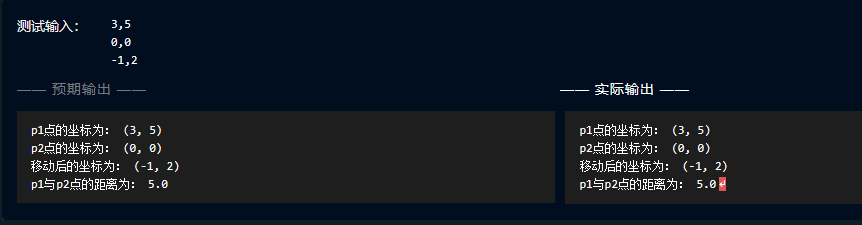 测试输入： 3,5
0,0
-1,2
—— 预期输出 ——
—— 实际输出 ——
p1点的坐标为： (3, 5)
p2点的坐标为： (0, 0)
移动后的坐标为： (-1, 2)
p1与p2点的距离为： 5.0
p1点的坐标为： (3, 5)
p2点的坐标为： (0, 0)
移动后的坐标为： (-1, 2)
p1与p2点的距离为： 5.0↵